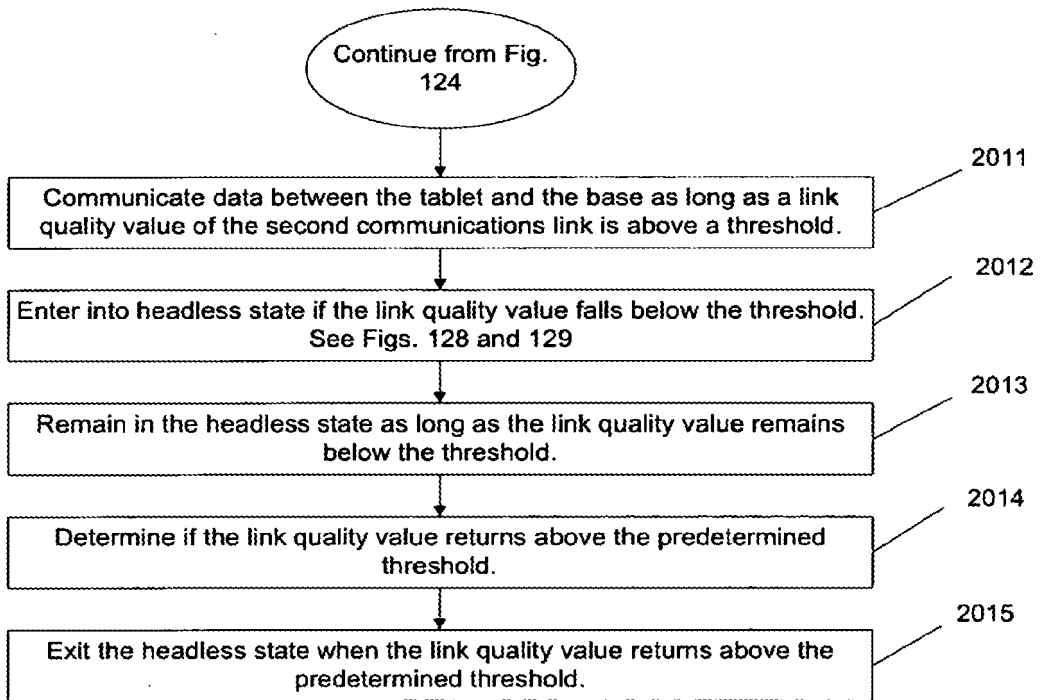 Continue from Fig.
124
2011
Communicate data between the tablet and the base as long as a link
quality value of the second communications link is above a threshold.
2012
Enter into headless state if the link quality value falls below the threshold.
See Figs. 128 and 129
2013
Remain in the headless state as long as the link quality value remains
below the threshold.
2014
Determine if the link quality value returns above the predetermined
threshold.
2015
Exit the headless state when the link quality value returns above the
predetermined threshold.